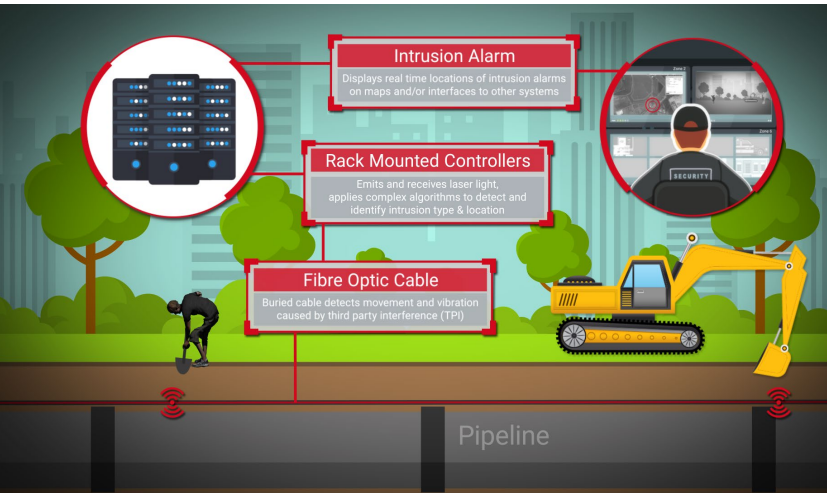 Intrusion Alarm
Displays real time locations of intrusion alarms
on maps and/or interfaces to other systems
Zone 2
Rack Mounted Controllers
Emits and receives laser light,
applies complex algorithms to detect and
identify intrusion type & location
SECURITY
Fibre Optic Cable
Buried cable detects movement and vibration
caused by third party interference (TPI)
Pipeline